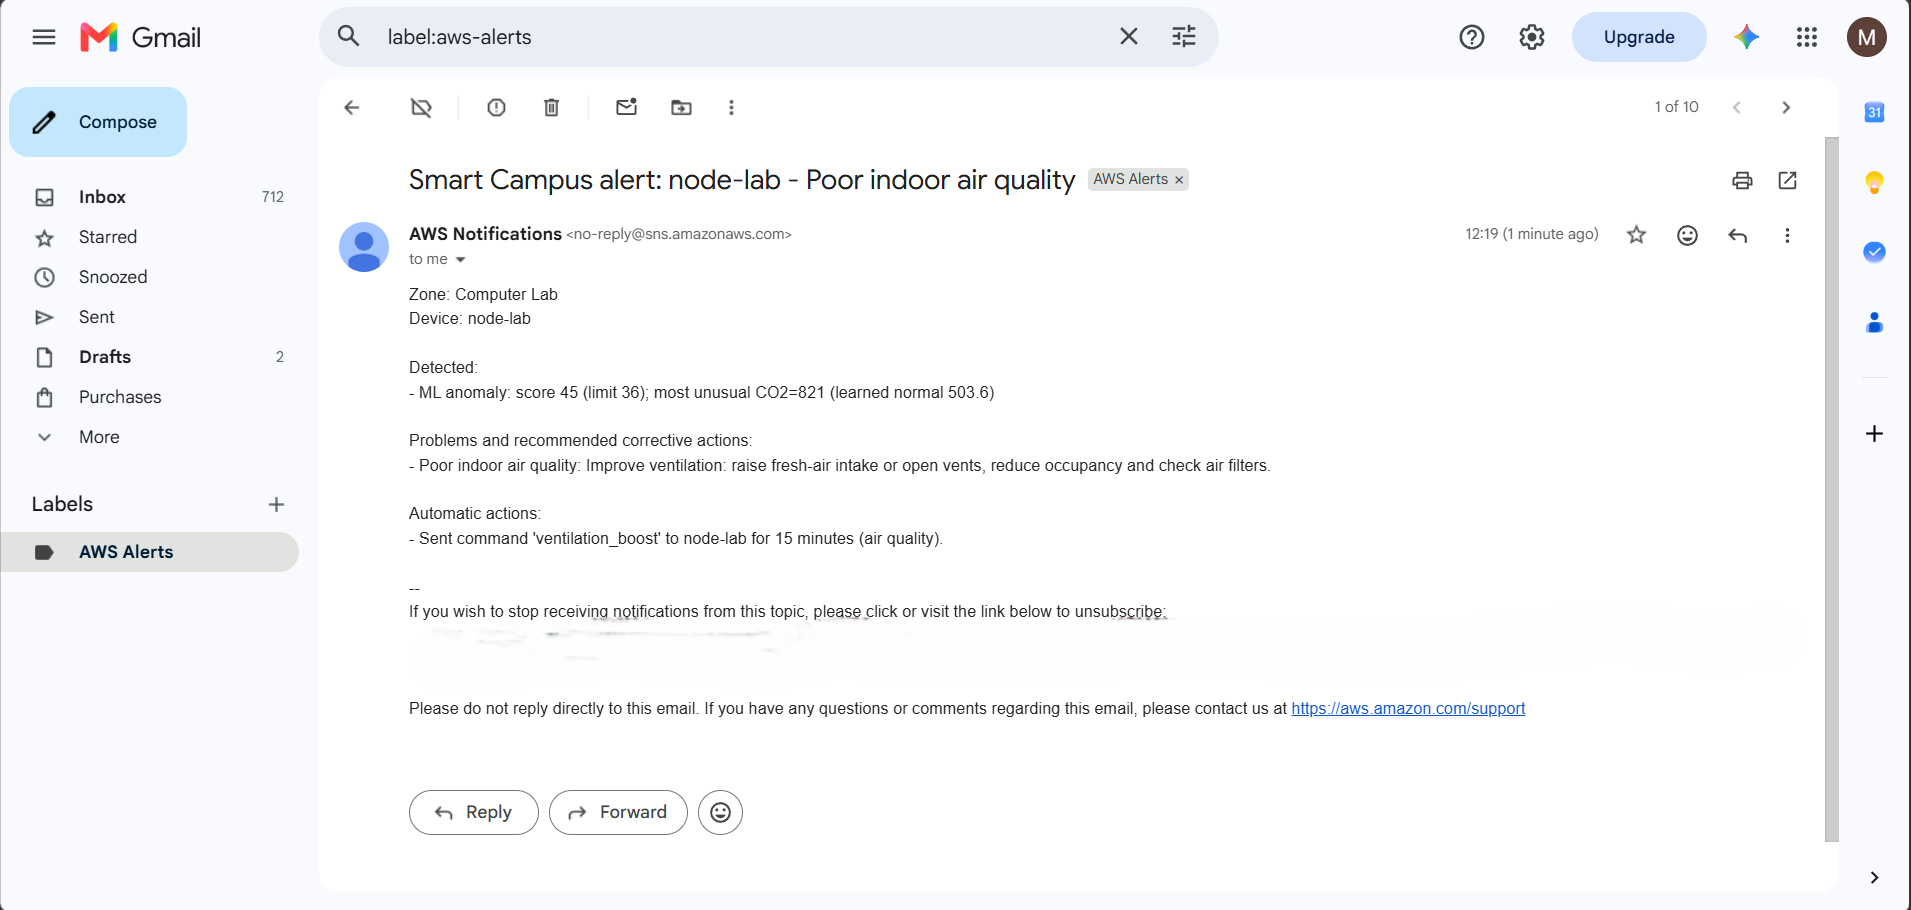 Gmail
label:aws-alerts
Upgrade
M
Compose
1 of 10
31
Inbox 712
Starred
Snoozed
Sent
Drafts 2
Purchases
More
Labels
AWS Alerts
Smart Campus alert: node-lab - Poor indoor air quality AWS Alerts ×
AWS Notifications <no-reply@sns.amazonaws.com> 12:19 (1 minute ago)
to me
Zone: Computer Lab
Device: node-lab
Detected:
- ML anomaly: score 45 (limit 36); most unusual CO2=821 (learned normal 503.6)
Problems and recommended corrective actions:
- Poor indoor air quality: Improve ventilation: raise fresh-air intake or open vents, reduce occupancy and check air filters.
Automatic actions:
- Sent command 'ventilation_boost' to node-lab for 15 minutes (air quality).
--
If you wish to stop receiving notifications from this topic, please click or visit the link below to unsubscribe:
Please do not reply directly to this email. If you have any questions or comments regarding this email, please contact us at https://aws.amazon.com/support
Reply
Forward